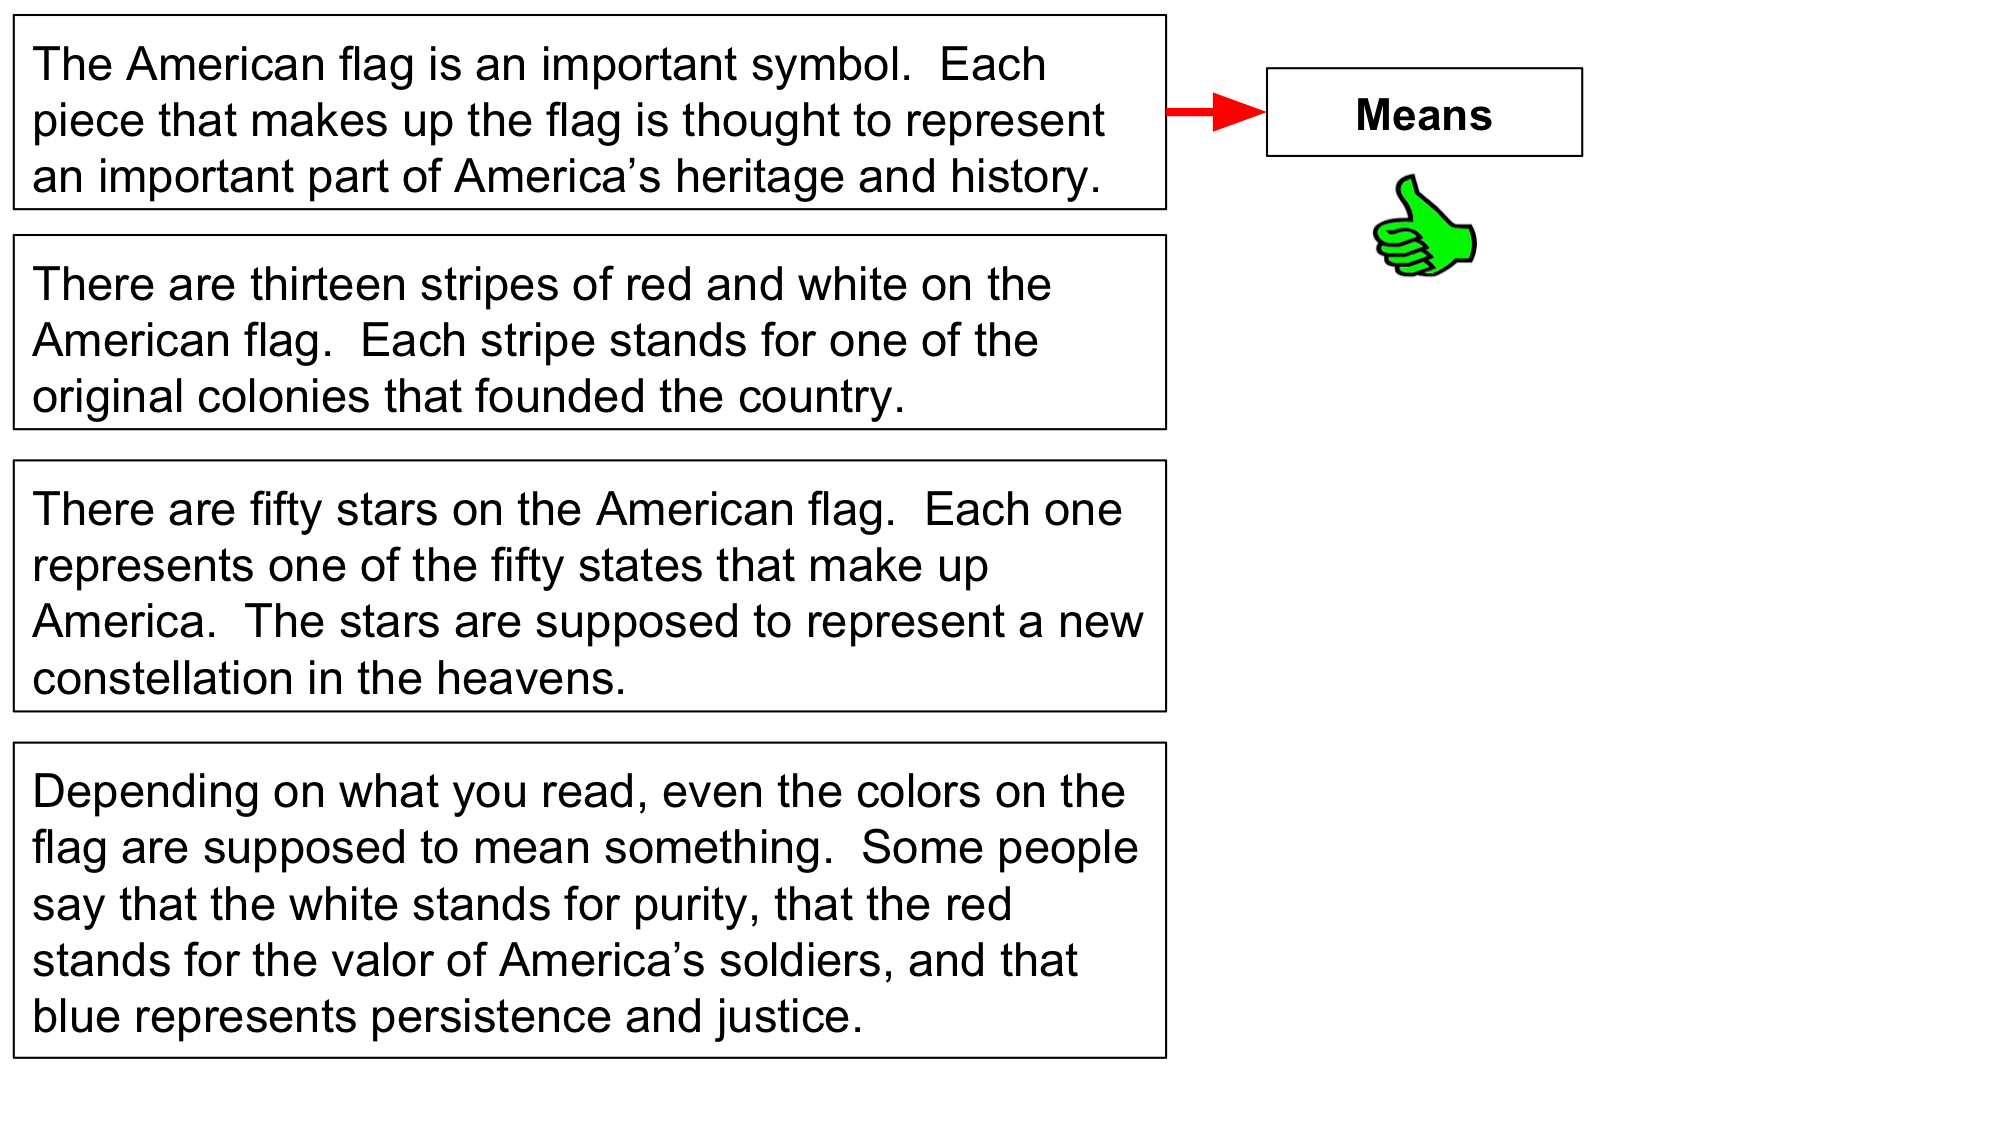 The American flag is an important symbol.  Each
piece that makes up the flag is thought to represent
an important part of America’s heritage and history.
Means
There are thirteen stripes of red and white on the
American flag.  Each stripe stands for one of the
original colonies that founded the country.
There are fifty stars on the American flag.  Each one
represents one of the fifty states that make up
America.  The stars are supposed to represent a new
constellation in the heavens.
Depending on what you read, even the colors on the
flag are supposed to mean something.  Some people
say that the white stands for purity, that the red
stands for the valor of America’s soldiers, and that
blue represents persistence and justice.